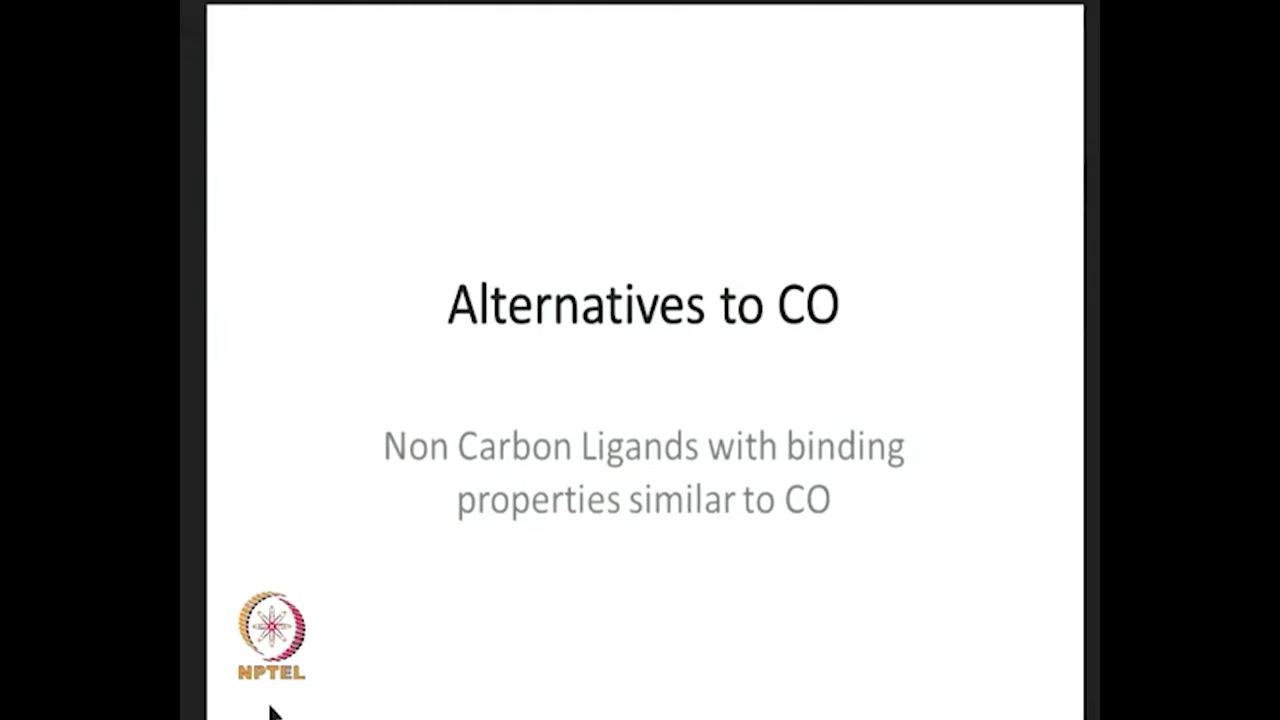 Alternatives to CO
Non Carbon Ligands with binding
properties similar to CO
NPTEL